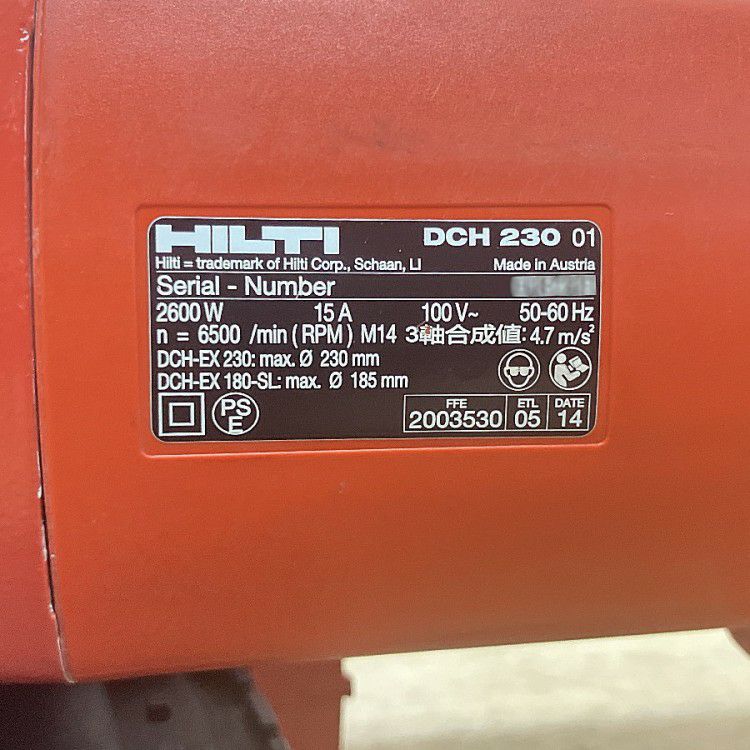 HILTI DCH 230 01
Hilti = trademark of Hilti Corp., Schaan, LI Made in Austria
Serial - Number
2600 W 15 A 100 V~ 50-60 Hz
n = 6500 /min (RPM) M14 3軸合成値: 4.7 m/s²
DCH-EX 230: max. Ø 230 mm
DCH-EX 180-SL: max. Ø 185 mm
PS
E
FFE ETL DATE
2003530 05 14